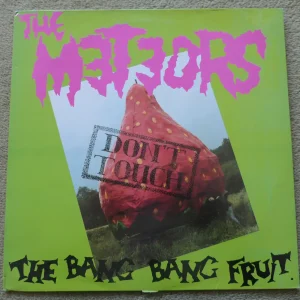 THE
METEORS
DON'T
TOUCH
THE BANG BANG FRUIT.